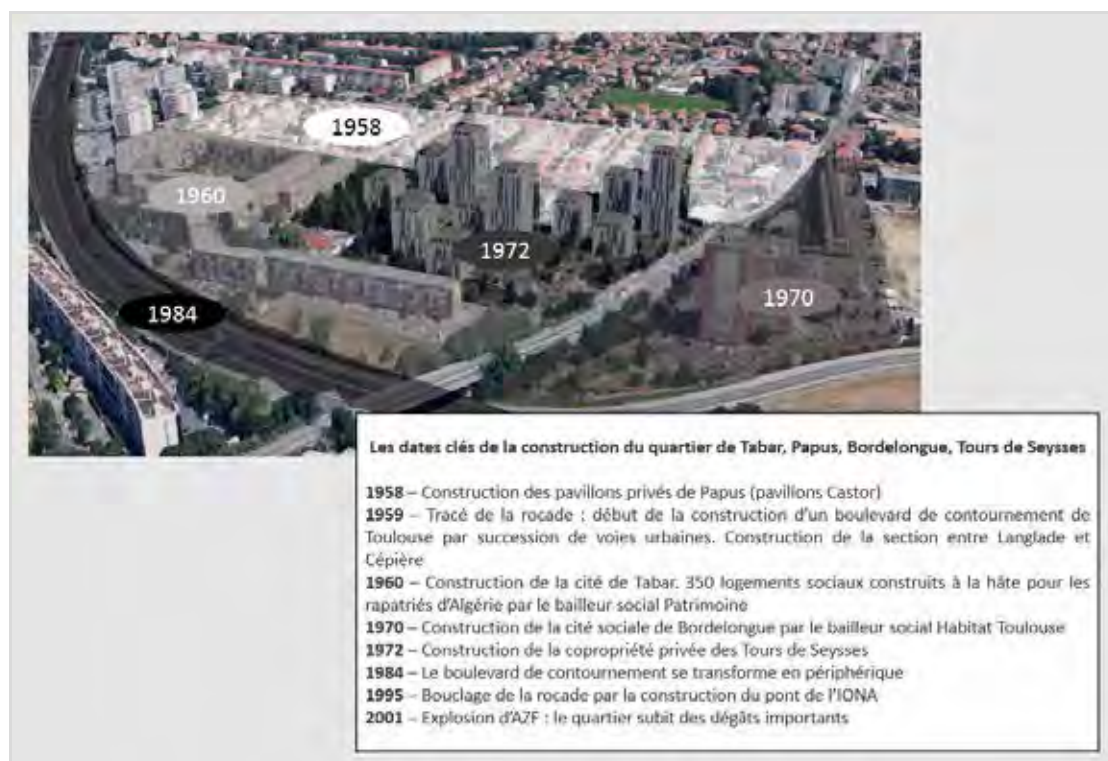 1958
1960
1972
1970
1984
Les dates clés de la construction du quartier de Tabar, Papus, Bordelongue, Tours de Seysses
1958 – Construction des pavillons privés de Papus (pavillons Castor)
1959 – Tracé de la rocade : début de la construction d'un boulevard de contournement de
Toulouse par succession de voies urbaines. Construction de la section entre Langlade et
Cépière
1960 – Construction de la cité de Tabar. 350 logements sociaux construits à la hâte pour les
rapatriés d'Algérie par le bailleur social Patrimoine
1970 – Construction de la cité sociale de Bordelongue par le bailleur social Habitat Toulouse
1972 – Construction de la copropriété privée des Tours de Seysses
1984 – Le boulevard de contournement se transforme en périphérique
1995 – Bouclage de la rocade par la construction du pont de l'IONA
2001 – Explosion d'AZF : le quartier subit des dégâts importants